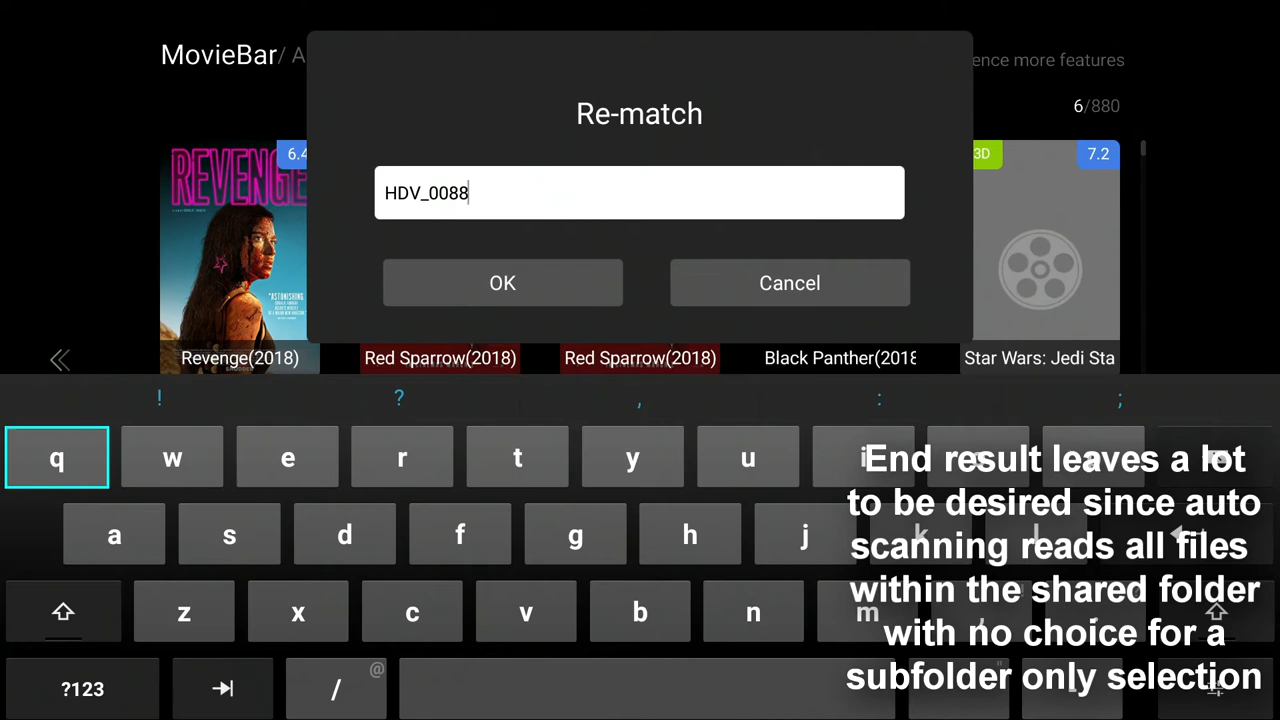 MovieBar/ A
ence more features
6/880
Re-match
HDV_0088
OK
Cancel
REVENGE
6.4
"ASTONISHING
3D
7.2
Revenge(2018)
Red Sparrow(2018)
Red Sparrow(2018)
Black Panther(2018
Star Wars: Jedi Sta
! ? , : ;
q w e r t y u i
a s d f g h j k l
z x c v b n m
?123 / @
End result leaves a lot
to be desired since auto
scanning reads all files
within the shared folder
with no choice for a
subfolder only selection